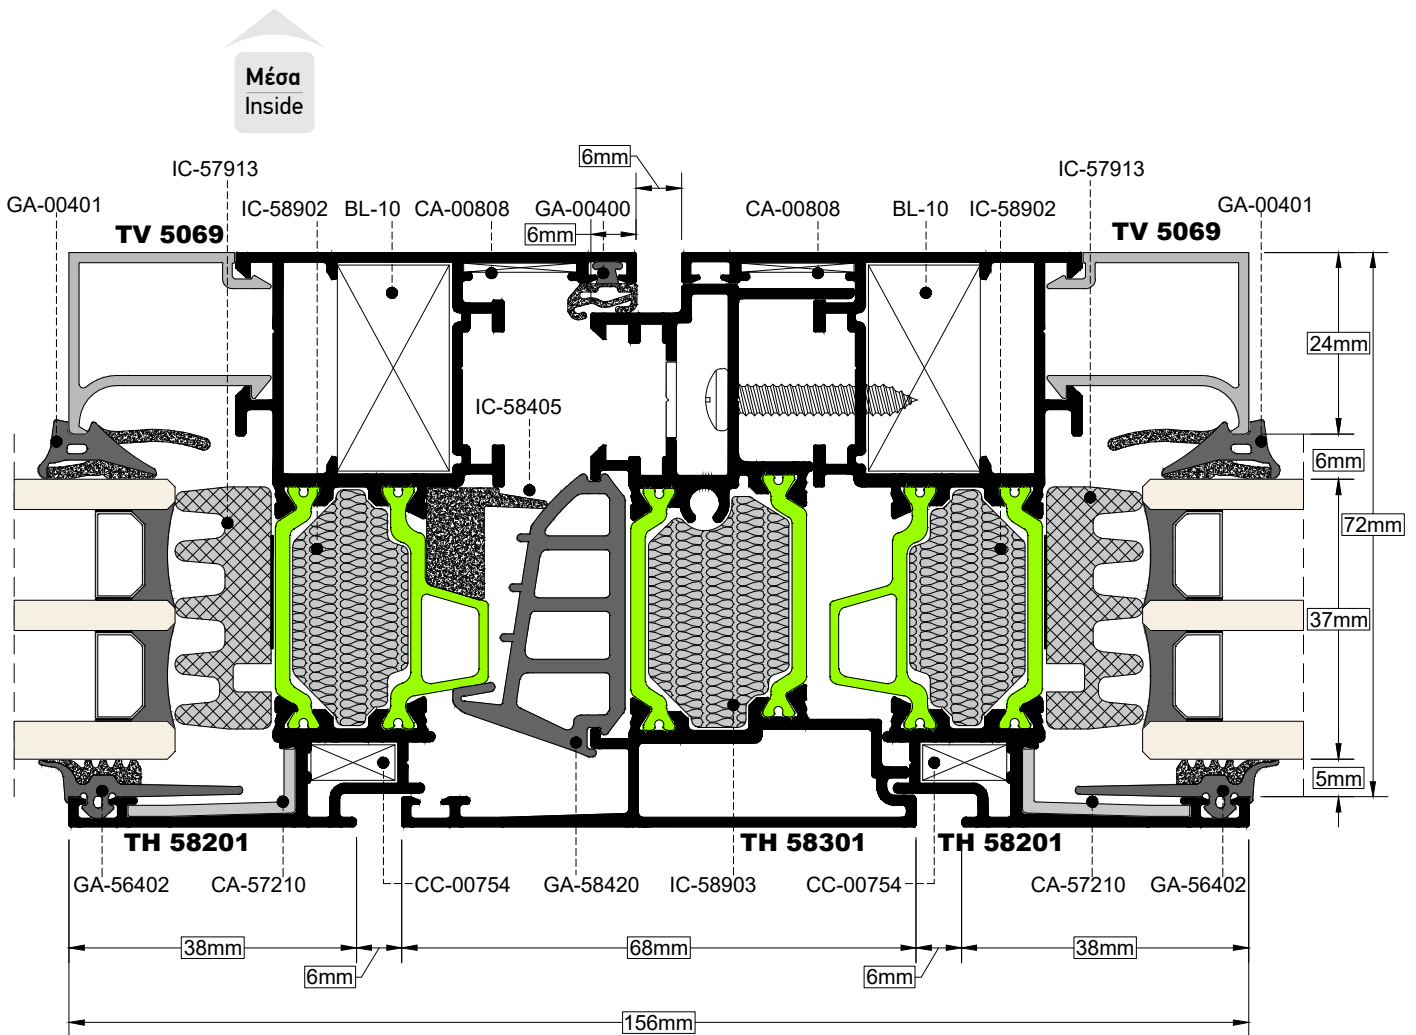 Μέσα
Inside
6mm
IC-57913
IC-57913
GA-00401
IC-58902
BL-10
CA-00808
GA-00400
CA-00808
BL-10
IC-58902
GA-00401
TV 5069
6mm
TV 5069
24mm
IC-58405
6mm
72mm
37mm
5mm
TH 58201
TH 58301
TH 58201
GA-56402
CA-57210
CC-00754
GA-58420
IC-58903
CC-00754
CA-57210
GA-56402
38mm
68mm
38mm
6mm
6mm
156mm